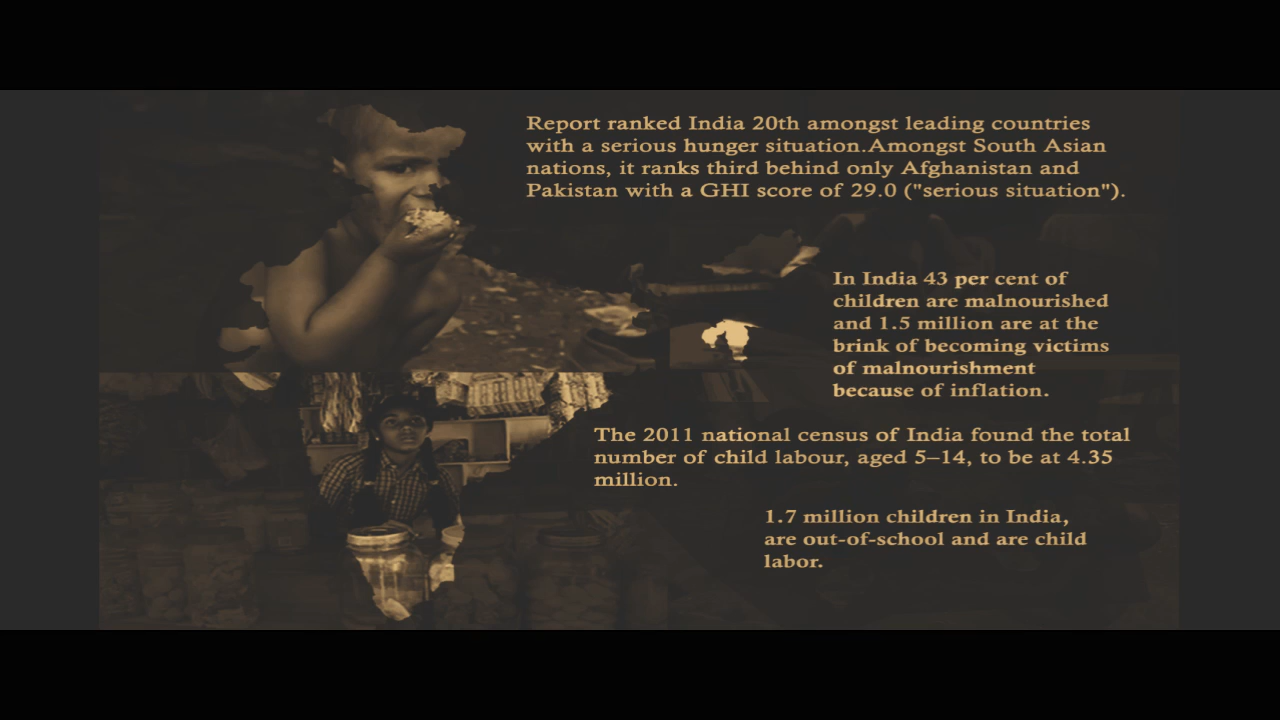 Report ranked India 20th amongst leading countries
with a serious hunger situation.Amongst South Asian
nations, it ranks third behind only Afghanistan and
Pakistan with a GHI score of 29.0 ("serious situation").
In India 43 per cent of
children are malnourished
and 1.5 million are at the
brink of becoming victims
of malnourishment
because of inflation.
The 2011 national census of India found the total
number of child labour, aged 5–14, to be at 4.35
million.
1.7 million children in India,
are out-of-school and are child
labor.